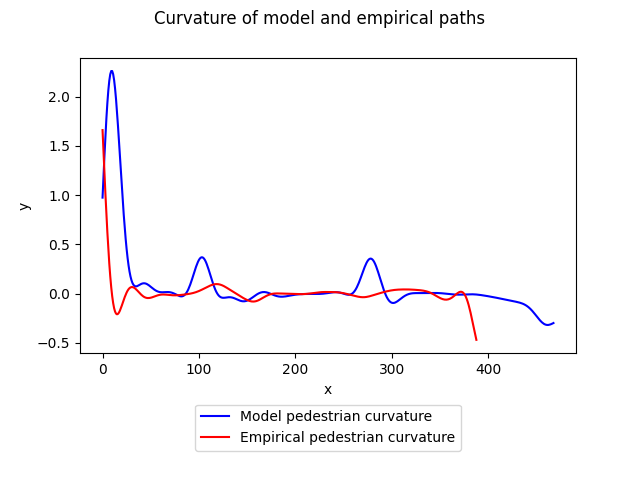 Curvature of model and empirical paths
2.0
1.5
1.0
0.5
0.0
−0.5
y
0 100 200 300 400
x
Model pedestrian curvature
Empirical pedestrian curvature